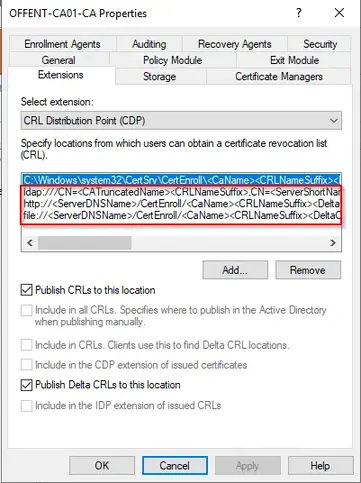 OFFENT-CA01-CA Properties
?
Enrollment Agents Auditing Recovery Agents Security
General Policy Module Exit Module
Extensions Storage Certificate Managers
Select extension:
CRL Distribution Point (CDP)
Specify locations from which users can obtain a certificate revocation list
(CRL).
C:\Windows\system32\CertSrv\CertEnroll\<CaName><CRLNameSuffix><
ldap:///CN=<CATruncatedName><CRLNameSuffix>,CN=<ServerShortNa
http://<ServerDNSName>/CertEnroll/<CaName><CRLNameSuffix><Delta
file://<ServerDNSName>/CertEnroll/<CaName><CRLNameSuffix><DeltaC
Add... Remove
Publish CRLs to this location
Include in all CRLs. Specifies where to publish in the Active Directory
when publishing manually.
Include in CRLs. Clients use this to find Delta CRL locations.
Include in the CDP extension of issued certificates
Publish Delta CRLs to this location
Include in the IDP extension of issued CRLs
OK Cancel Apply Help